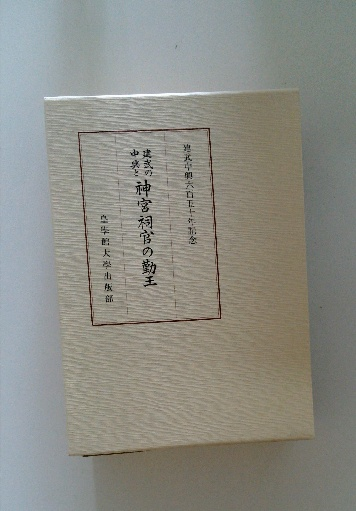 建武中興六百五十年記念
建武の
中興と
神宮祠官の勤王
皇學館大學出版部